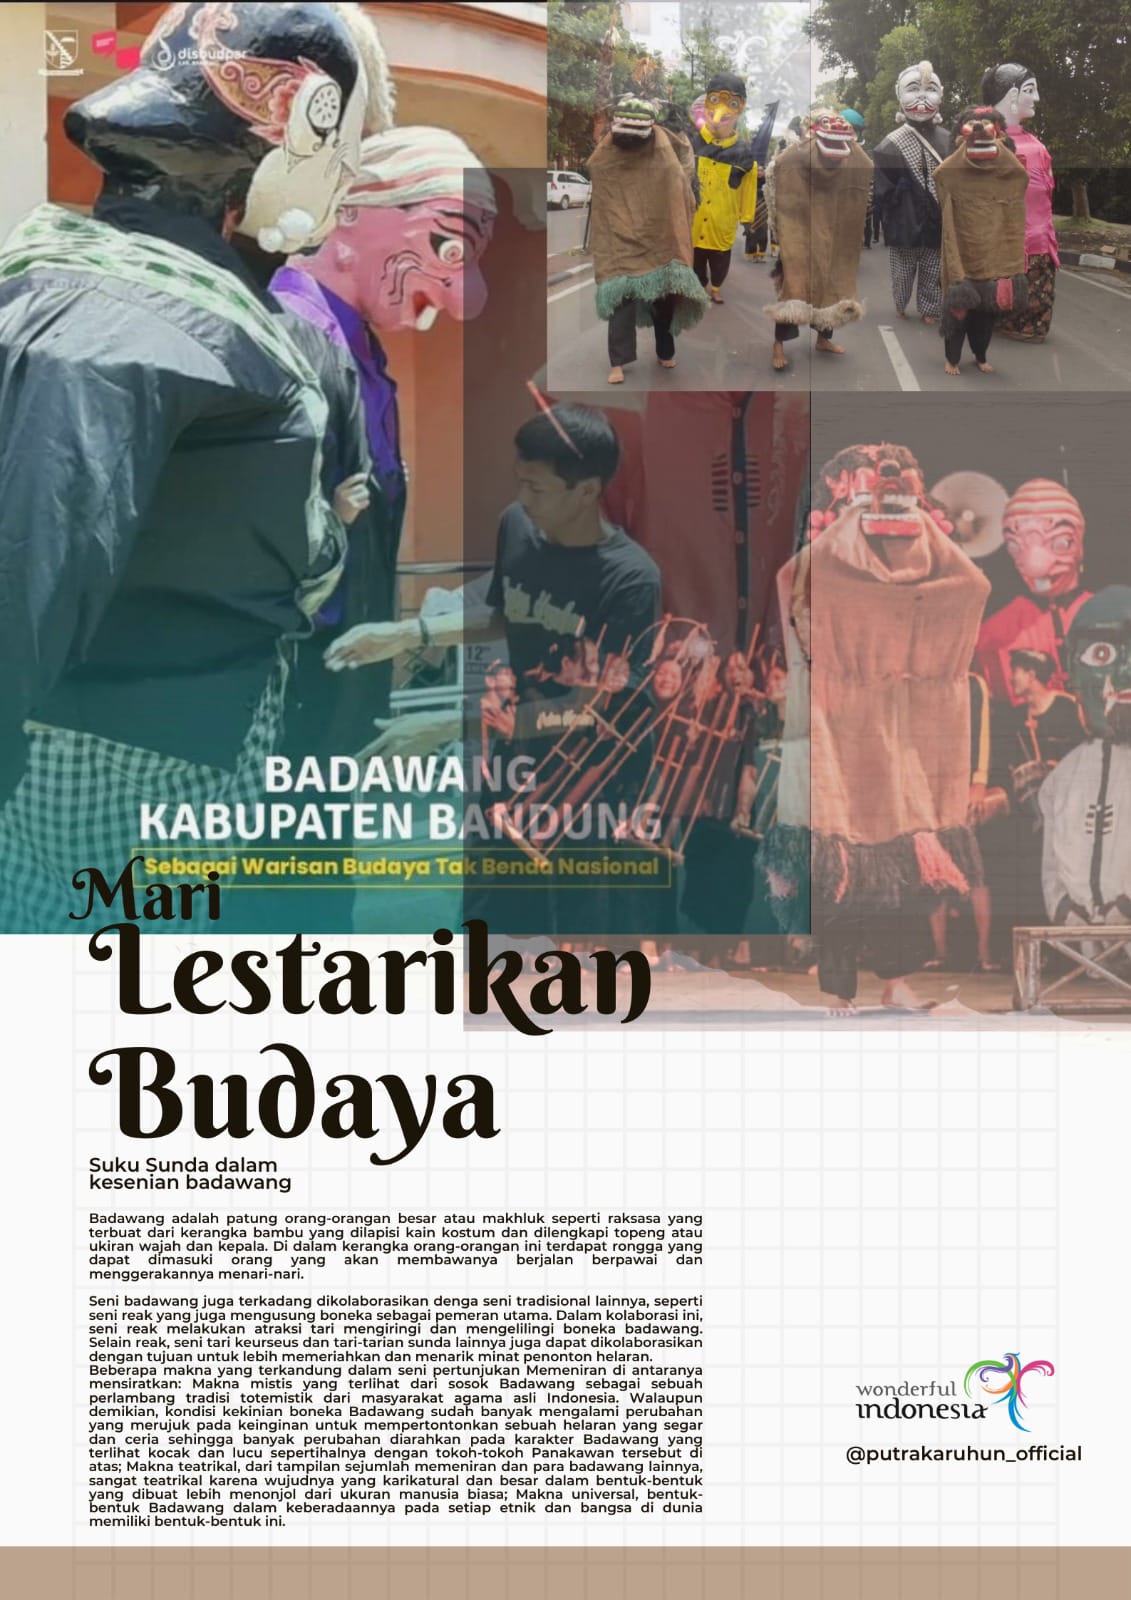 disbudpar
BADAWANG
KABUPATEN BANDUNG
Sebagai Warisan Budaya Tak Benda Nasional
Mari
Lestarikan
Budaya
Suku Sunda dalam
kesenian badawang
Badawang adalah patung orang-orangan besar atau makhluk seperti raksasa yang
terbuat dari kerangka bambu yang dilapisi kain kostum dan dilengkapi topeng atau
ukiran wajah dan kepala. Di dalam kerangka orang-orangan ini terdapat rongga yang
dapat dimasuki orang yang akan membawanya berjalan berpawai dan
menggerakannya menari-nari.
Seni badawang juga terkadang dikolaborasikan denga seni tradisional lainnya, seperti
seni reak yang juga mengusung boneka sebagai pemeran utama. Dalam kolaborasi ini,
seni reak melakukan atraksi tari mengiringi dan mengelilingi boneka badawang.
Selain reak, seni tari keurseus dan tari-tarian sunda lainnya juga dapat dikolaborasikan
dengan tujuan untuk lebih memeriahkan dan menarik minat penonton helaran.
Beberapa makna yang terkandung dalam seni pertunjukan Memeniran di antaranya
mensiratkan: Makna mistis yang terlihat dari sosok Badawang sebagai sebuah
perlambang tradisi totemistik dari masyarakat agama asli Indonesia. Walaupun
demikian, kondisi kekinian boneka Badawang sudah banyak mengalami perubahan
yang merujuk pada keinginan untuk mempertontonkan sebuah helaran yang segar
dan ceria sehingga banyak perubahan diarahkan pada karakter Badawang yang
terlihat kocak dan lucu sepertihalnya dengan tokoh-tokoh Panakawan tersebut di
atas; Makna teatrikal, dari tampilan sejumlah memeniran dan para badawang lainnya,
sangat teatrikal karena wujudnya yang karikatural dan besar dalam bentuk-bentuk
yang dibuat lebih menonjol dari ukuran manusia biasa; Makna universal, bentuk-
bentuk Badawang dalam keberadaannya pada setiap etnik dan bangsa di dunia
memiliki bentuk-bentuk ini.
wonderful
indonesia
@putrakaruhun_official